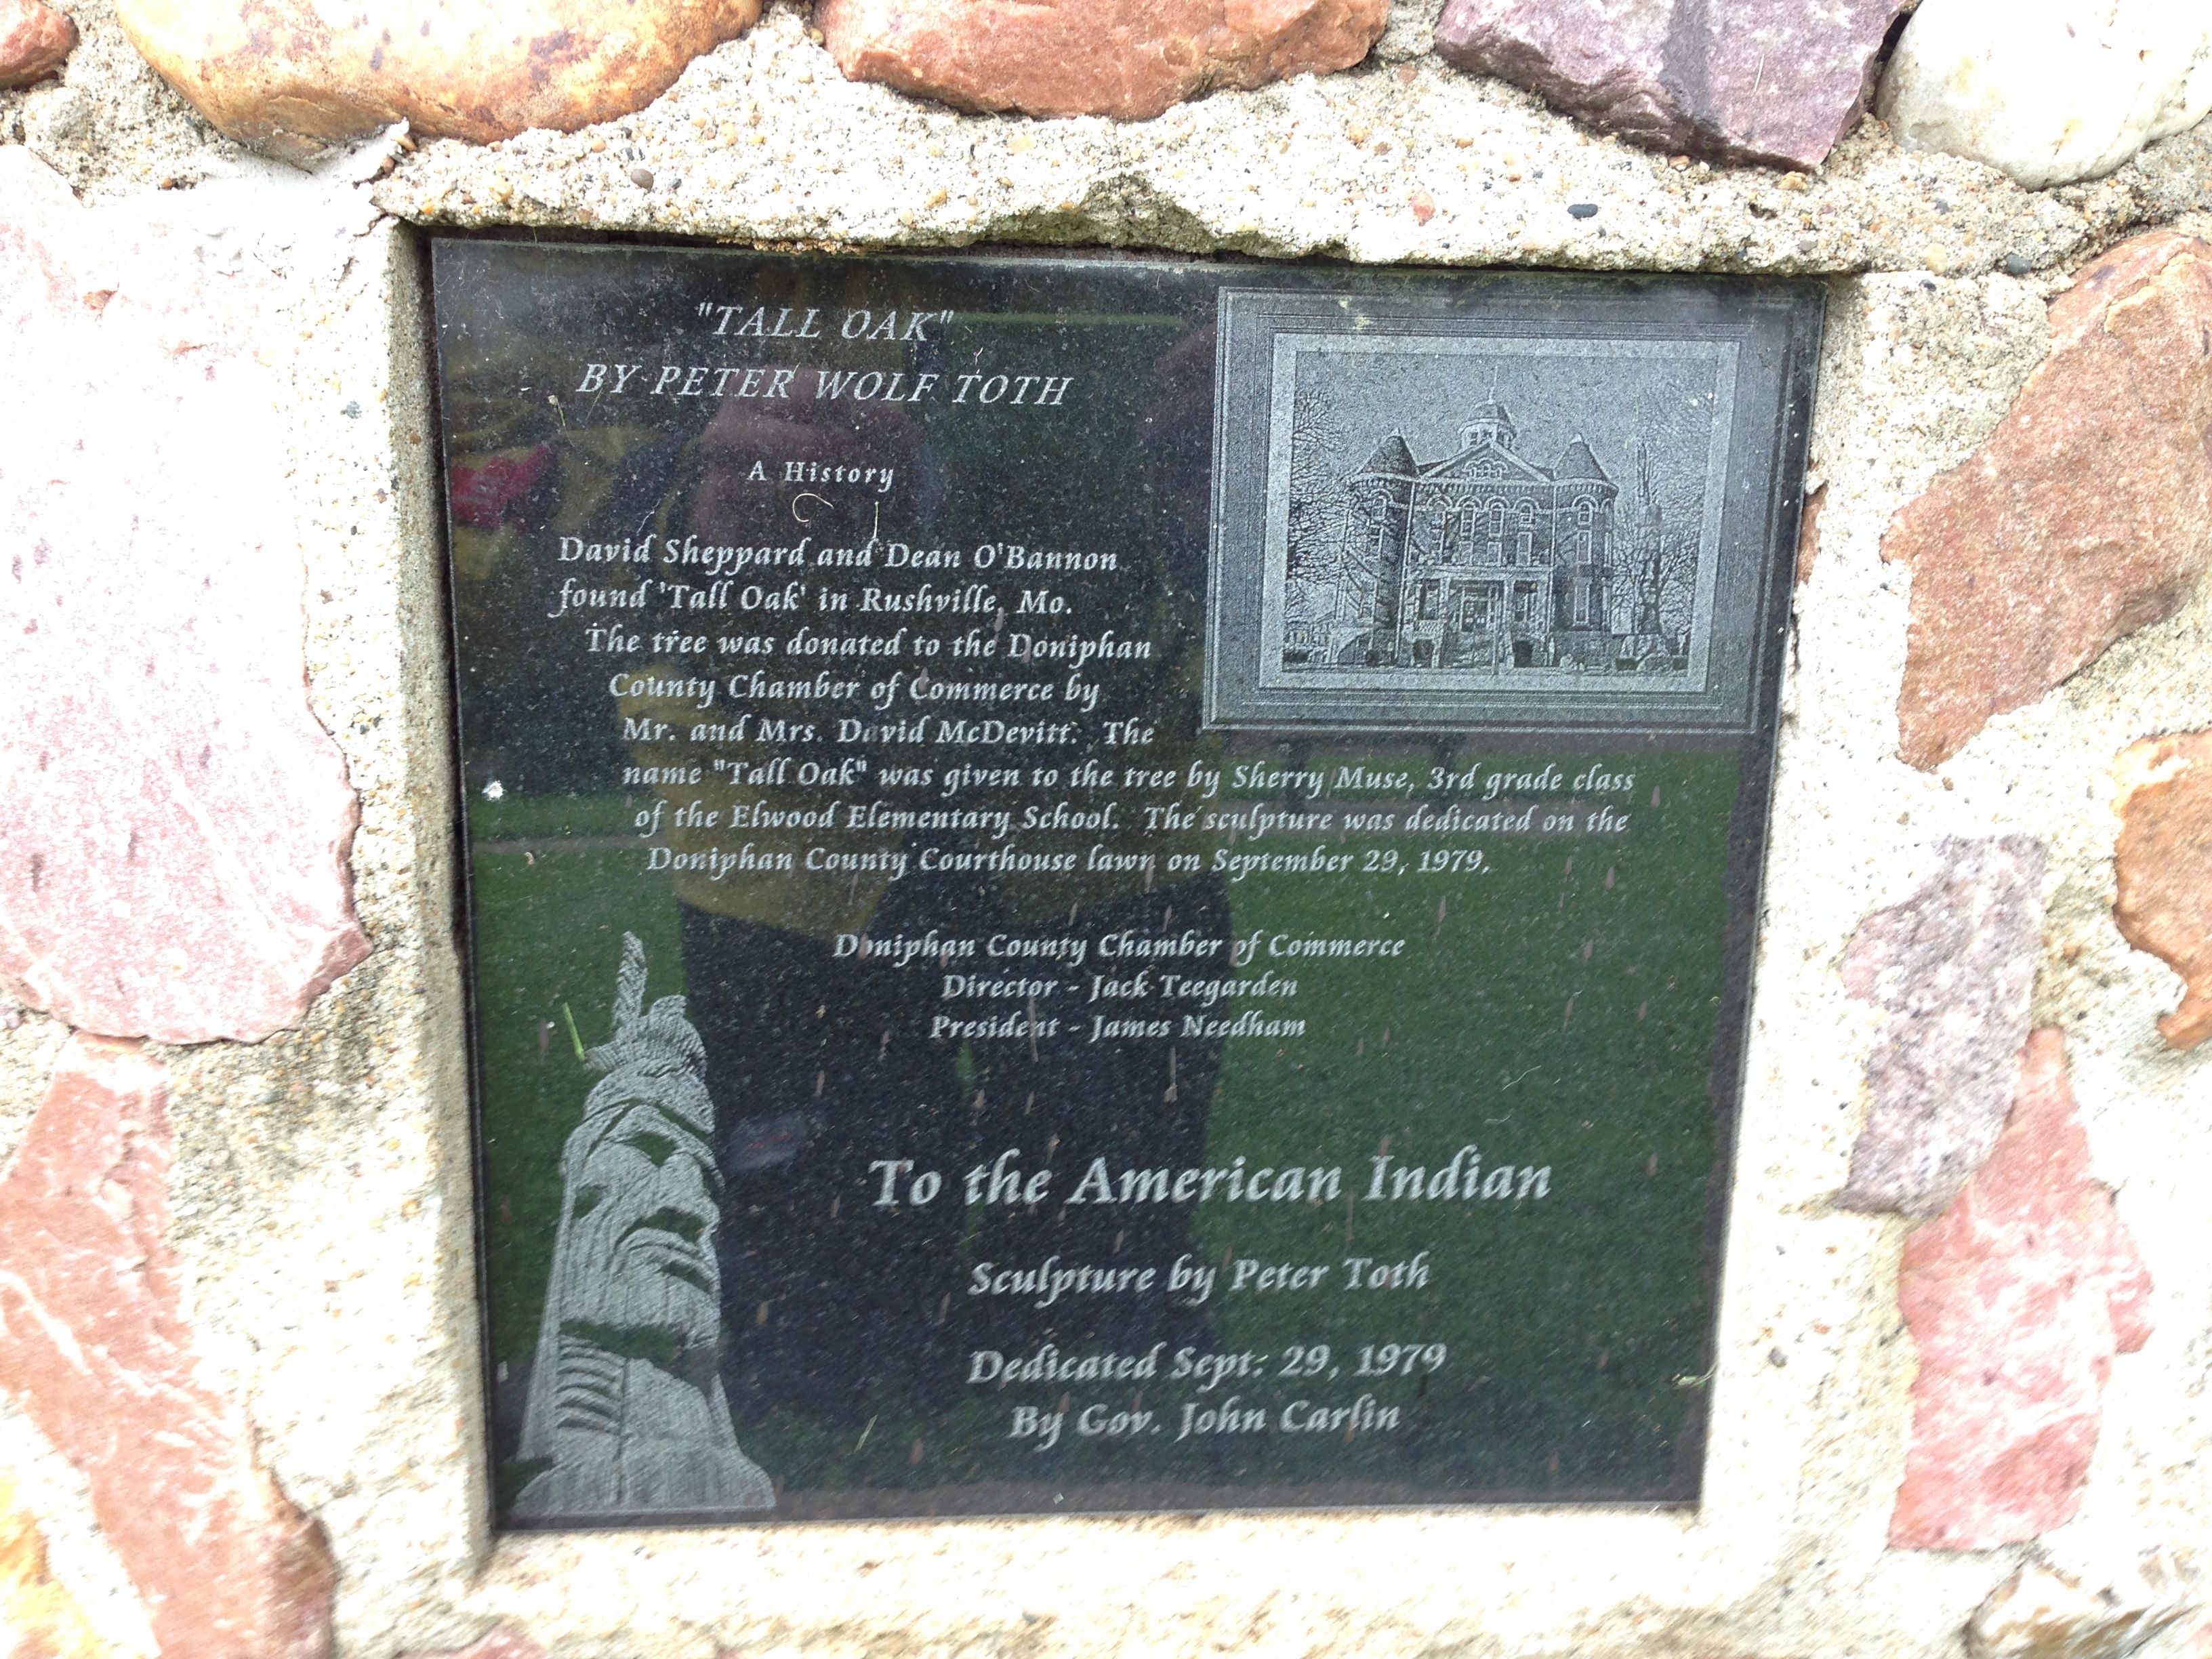 "TALL OAK"
BY PETER WOLF TOTH
A History
David Sheppard and Dean O'Bannon
found 'Tall Oak' in Rushville, Mo.
The tree was donated to the Doniphan
County Chamber of Commerce by
Mr. and Mrs. David McDevitt. The
name "Tall Oak" was given to the tree by Sherry Muse, 3rd grade class
of the Elwood Elementary School. The sculpture was dedicated on the
Doniphan County Courthouse lawn on September 29, 1979.
Doniphan County Chamber of Commerce
Director - Jack Teegarden
President - James Needham
To the American Indian
Sculpture by Peter Toth
Dedicated Sept. 29, 1979
By Gov. John Carlin